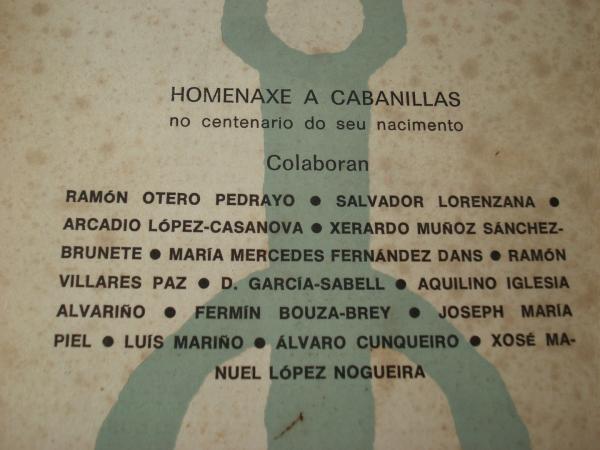 HOMENAXE A CABANILLAS
no centenario do seu nacimento
Colaboran
RAMÓN OTERO PEDRAYO ● SALVADOR LORENZANA ●
ARCADIO LÓPEZ-CASANOVA ● XERARDO MUÑOZ SÁNCHEZ-
BRUNETE ● MARÍA MERCEDES FERNÁNDEZ DANS ● RAMÓN
VILLARES PAZ ● D. GARCÍA-SABELL ● AQUILINO IGLESIA
ALVARIÑO ● FERMÍN BOUZA-BREY ● JOSEPH MARÍA
PIEL ● LUÍS MARIÑO ● ÁLVARO CUNQUEIRO ● XOSÉ MA-
NUEL LÓPEZ NOGUEIRA